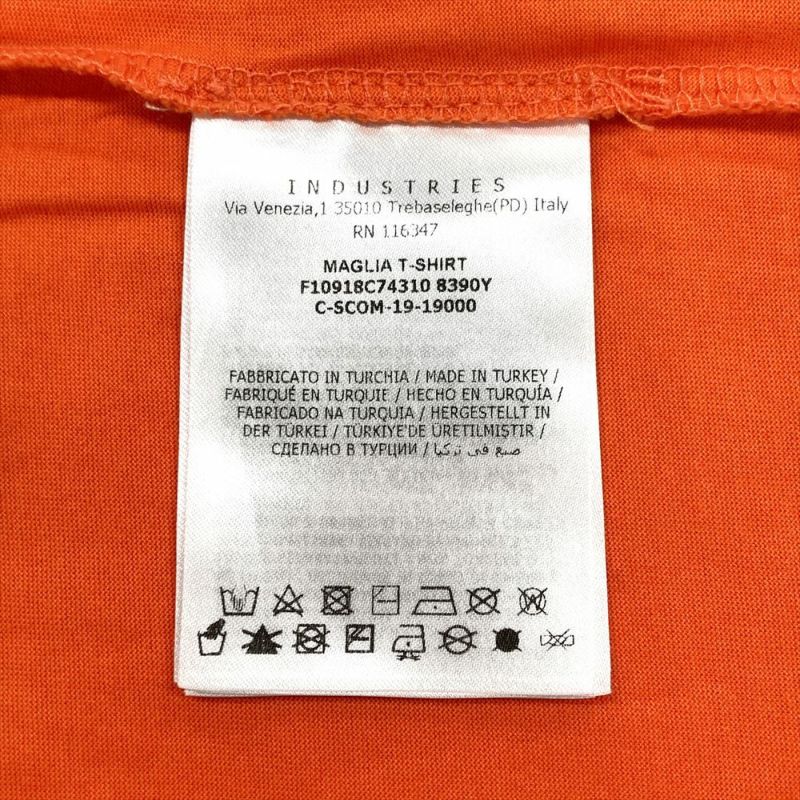 INDUSTRIES
Via Venezia,1 35010 Trebaseleghe(PD) Italy
RN 116347
MAGLIA T-SHIRT
F10918C74310 8390Y
C-SCOM-19-19000
FABBRICATO IN TURCHIA / MADE IN TURKEY /
FABRIQUÉ EN TURQUIE / HECHO EN TURQUÍA /
FABRICADO NA TURQUIA / HERGESTELLT IN
DER TÜRKEI / TÜRKIYE'DE ÜRETILMIŞTIR /
СДЕЛАНО В ТУРЦИИ / صنع في تركيا